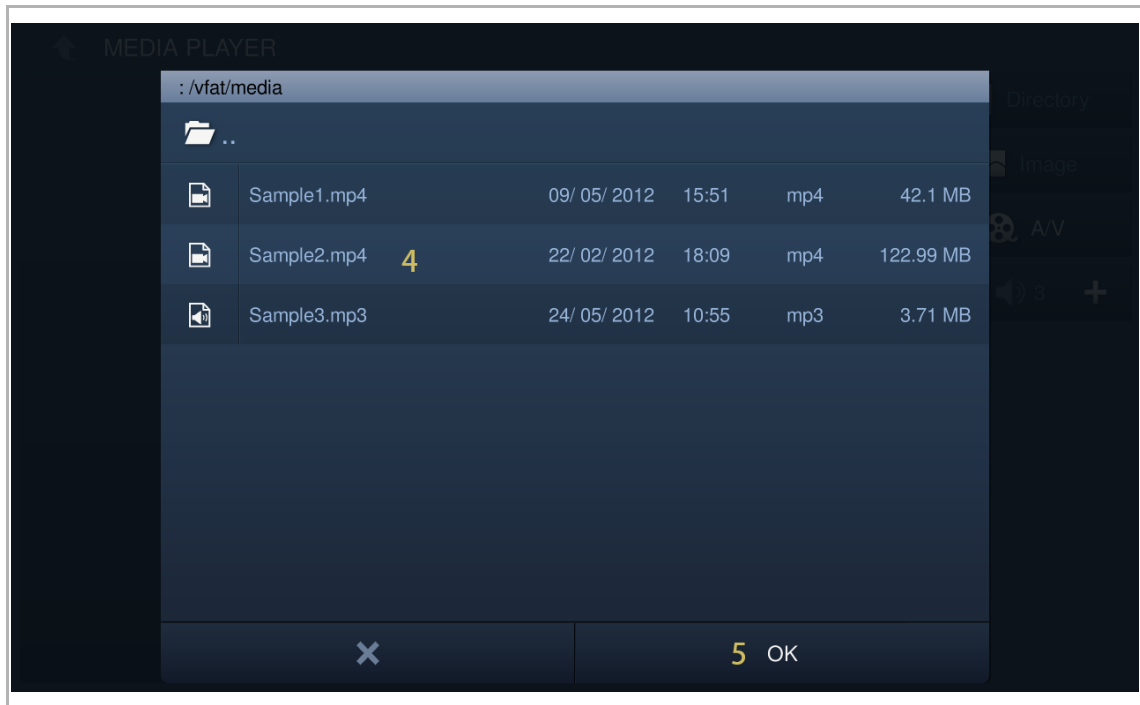 MEDIA PLAYER
: /vfat/media
Directory
..
Image
Sample1.mp4 09/ 05/ 2012 15:51 mp4 42.1 MB
A/V
Sample2.mp4 4 22/ 02/ 2012 18:09 mp4 122.99 MB
3 +
Sample3.mp3 24/ 05/ 2012 10:55 mp3 3.71 MB
5 OK